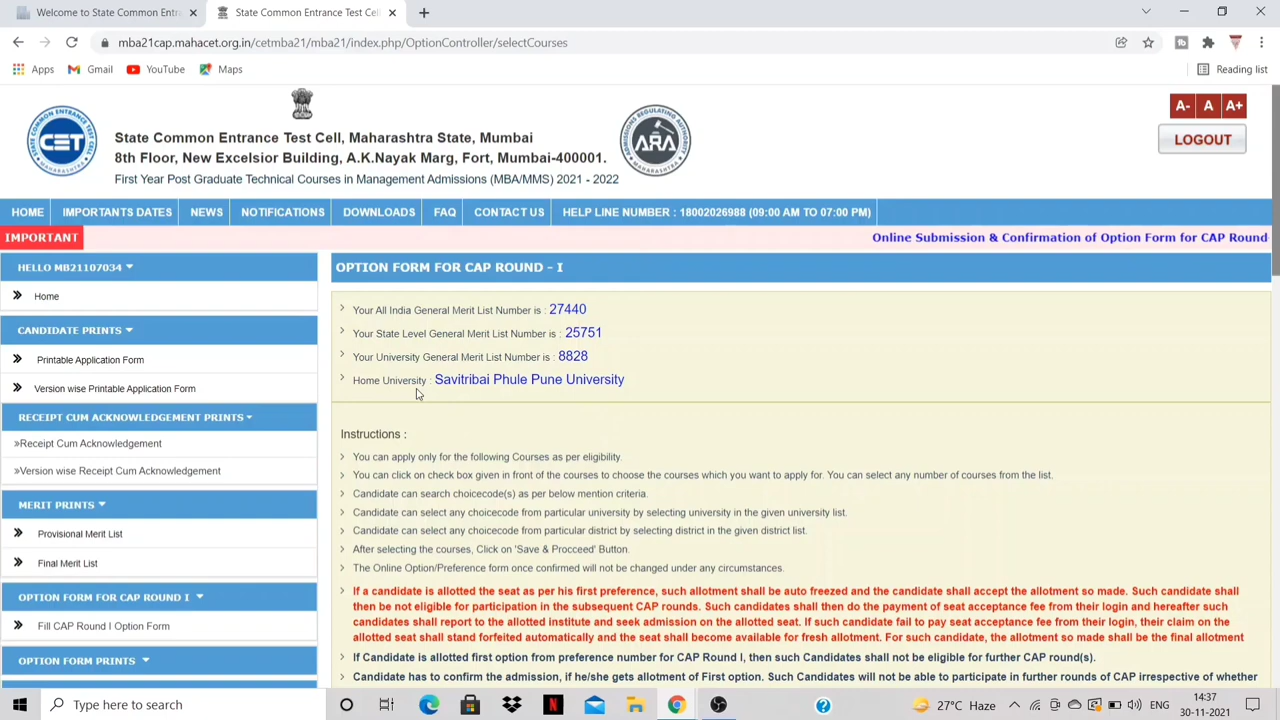 Welcome to State Common Entr
State Common Entrance Test Cel
mba21cap.mahacet.org.in/cetmba21/mba21/index.php/OptionController/selectCourses
Apps
Gmail
YouTube
Maps
Reading list
CET
State Common Entrance Test Cell, Maharashtra State, Mumbai
8th Floor, New Excelsior Building, A.K.Nayak Marg, Fort, Mumbai-400001.
First Year Post Graduate Technical Courses in Management Admissions (MBA/MMS) 2021 - 2022
ADMISSIONS REGULATING AUTHORITY
ARA
MAHARASHTRA
A- A A+
LOGOUT
HOME IMPORTANTS DATES NEWS NOTIFICATIONS DOWNLOADS FAQ CONTACT US HELP LINE NUMBER : 18002026988 (09:00 AM TO 07:00 PM)
IMPORTANT
Online Submission & Confirmation of Option Form for CAP Round
HELLO MB21107034
Home
CANDIDATE PRINTS
Printable Application Form
Version wise Printable Application Form
RECEIPT CUM ACKNOWLEDGEMENT PRINTS
»Receipt Cum Acknowledgement
»Version wise Receipt Cum Acknowledgement
MERIT PRINTS
Provisional Merit List
Final Merit List
OPTION FORM FOR CAP ROUND I
Fill CAP Round I Option Form
OPTION FORM PRINTS
OPTION FORM FOR CAP ROUND - I
Your All India General Merit List Number is : 27440
Your State Level General Merit List Number is : 25751
Your University General Merit List Number is : 8828
Home University : Savitribai Phule Pune University
Instructions :
You can apply only for the following Courses as per eligibility.
You can click on check box given in front of the courses to choose the courses which you want to apply for. You can select any number of courses from the list.
Candidate can search choicecode(s) as per below mention criteria.
Candidate can select any choicecode from particular university by selecting university in the given university list.
Candidate can select any choicecode from particular district by selecting district in the given district list.
After selecting the courses, Click on 'Save & Procceed' Button.
The Online Option/Preference form once confirmed will not be changed under any circumstances.
If a candidate is allotted the seat as per his first preference, such allotment shall be auto freezed and the candidate shall accept the allotment so made. Such candidate shall
then be not eligible for participation in the subsequent CAP rounds. Such candidates shall then do the payment of seat acceptance fee from their login and hereafter such
candidates shall report to the allotted institute and seek admission on the allotted seat. If such candidate fail to pay seat acceptance fee from their login, their claim on the
allotted seat shall stand forfeited automatically and the seat shall become available for fresh allotment. For such candidate, the allotment so made shall be the final allotment
If Candidate is allotted first option from preference number for CAP Round I, then such Candidates shall not be eligible for further CAP round(s).
Candidate has to confirm the admission, if he/she gets allotment of First option. Such Candidates will not be able to participate in further rounds of CAP irrespective of whether
Type here to search
27°C Haze
ENG
14:37
30-11-2021